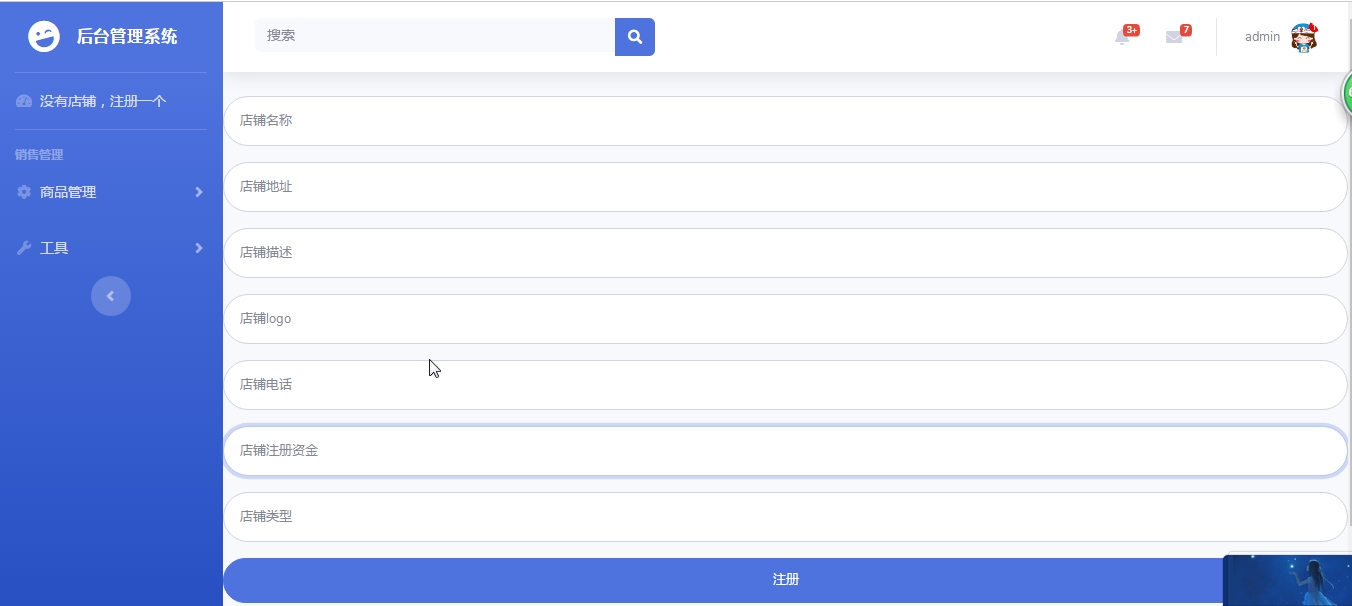 后台管理系统
搜索
3+
7
admin
没有店铺，注册一个
销售管理
商品管理
工具
店铺名称
店铺地址
店铺描述
店铺logo
店铺电话
店铺注册资金
店铺类型
注册